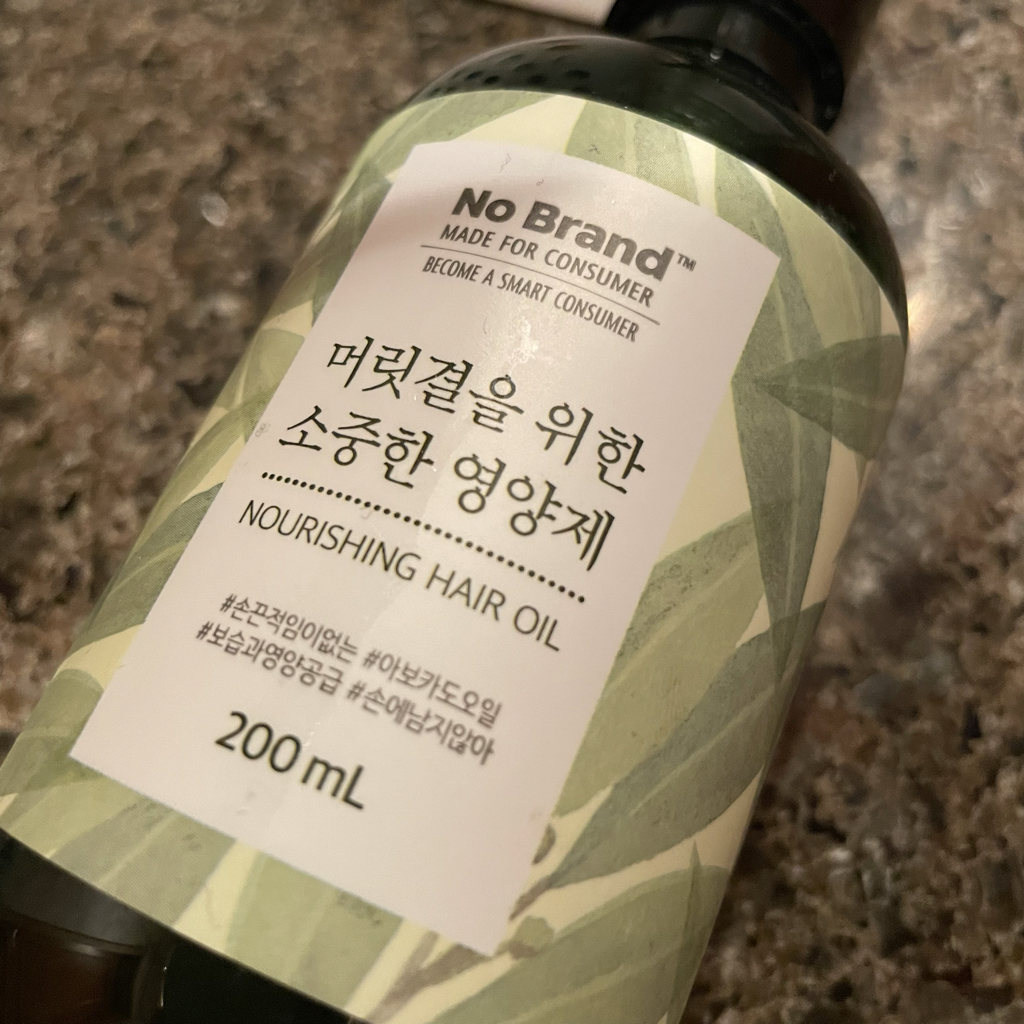 No Brand™
MADE FOR CONSUMER
BECOME A SMART CONSUMER
머릿결을 위한
소중한 영양제
NOURISHING HAIR OIL
#손끈적임이없는 #아보카도오일
#보습과영양공급 #손에남지않아
200 mL